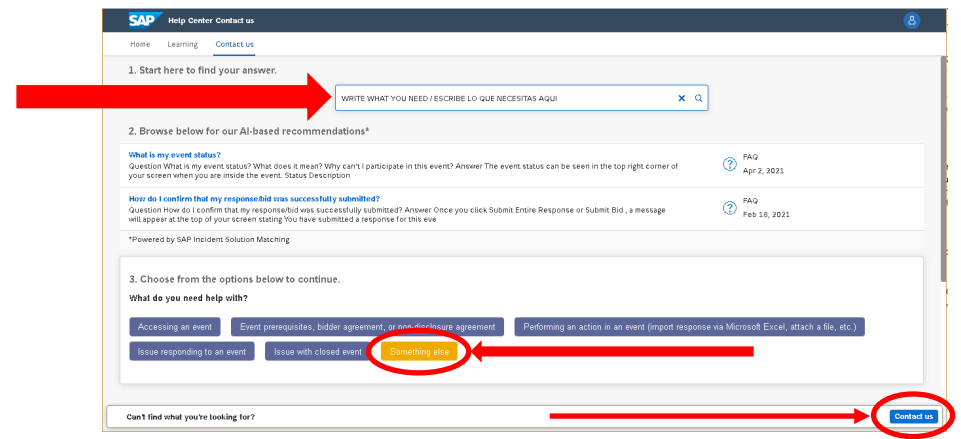 SAP Help Center Contact us
Home Learning Contact us
1. Start here to find your answer.
WRITE WHAT YOU NEED / ESCRIBE LO QUE NECESITAS AQUI
2. Browse below for our AI-based recommendations*
What is my event status?
Question What is my event status? What does it mean? Why can't I participate in this event? Answer The event status can be seen in the top right corner of
your screen when you are inside the event. Status Description
FAQ
Apr 2, 2021
How do I confirm that my response/bid was successfully submitted?
Question How do I confirm that my response/bid was successfully submitted? Answer Once you click Submit Entire Response or Submit Bid , a message
will appear at the top of your screen stating You have submitted a response for this eve
FAQ
Feb 18, 2021
*Powered by SAP Incident Solution Matching
3. Choose from the options below to continue.
What do you need help with?
Accessing an event
Event prerequisites, bidder agreement, or non-disclosure agreement
Performing an action in an event (import response via Microsoft Excel, attach a file, etc.)
Issue responding to an event
Issue with closed event
Something else
Can't find what you're looking for?
Contact us